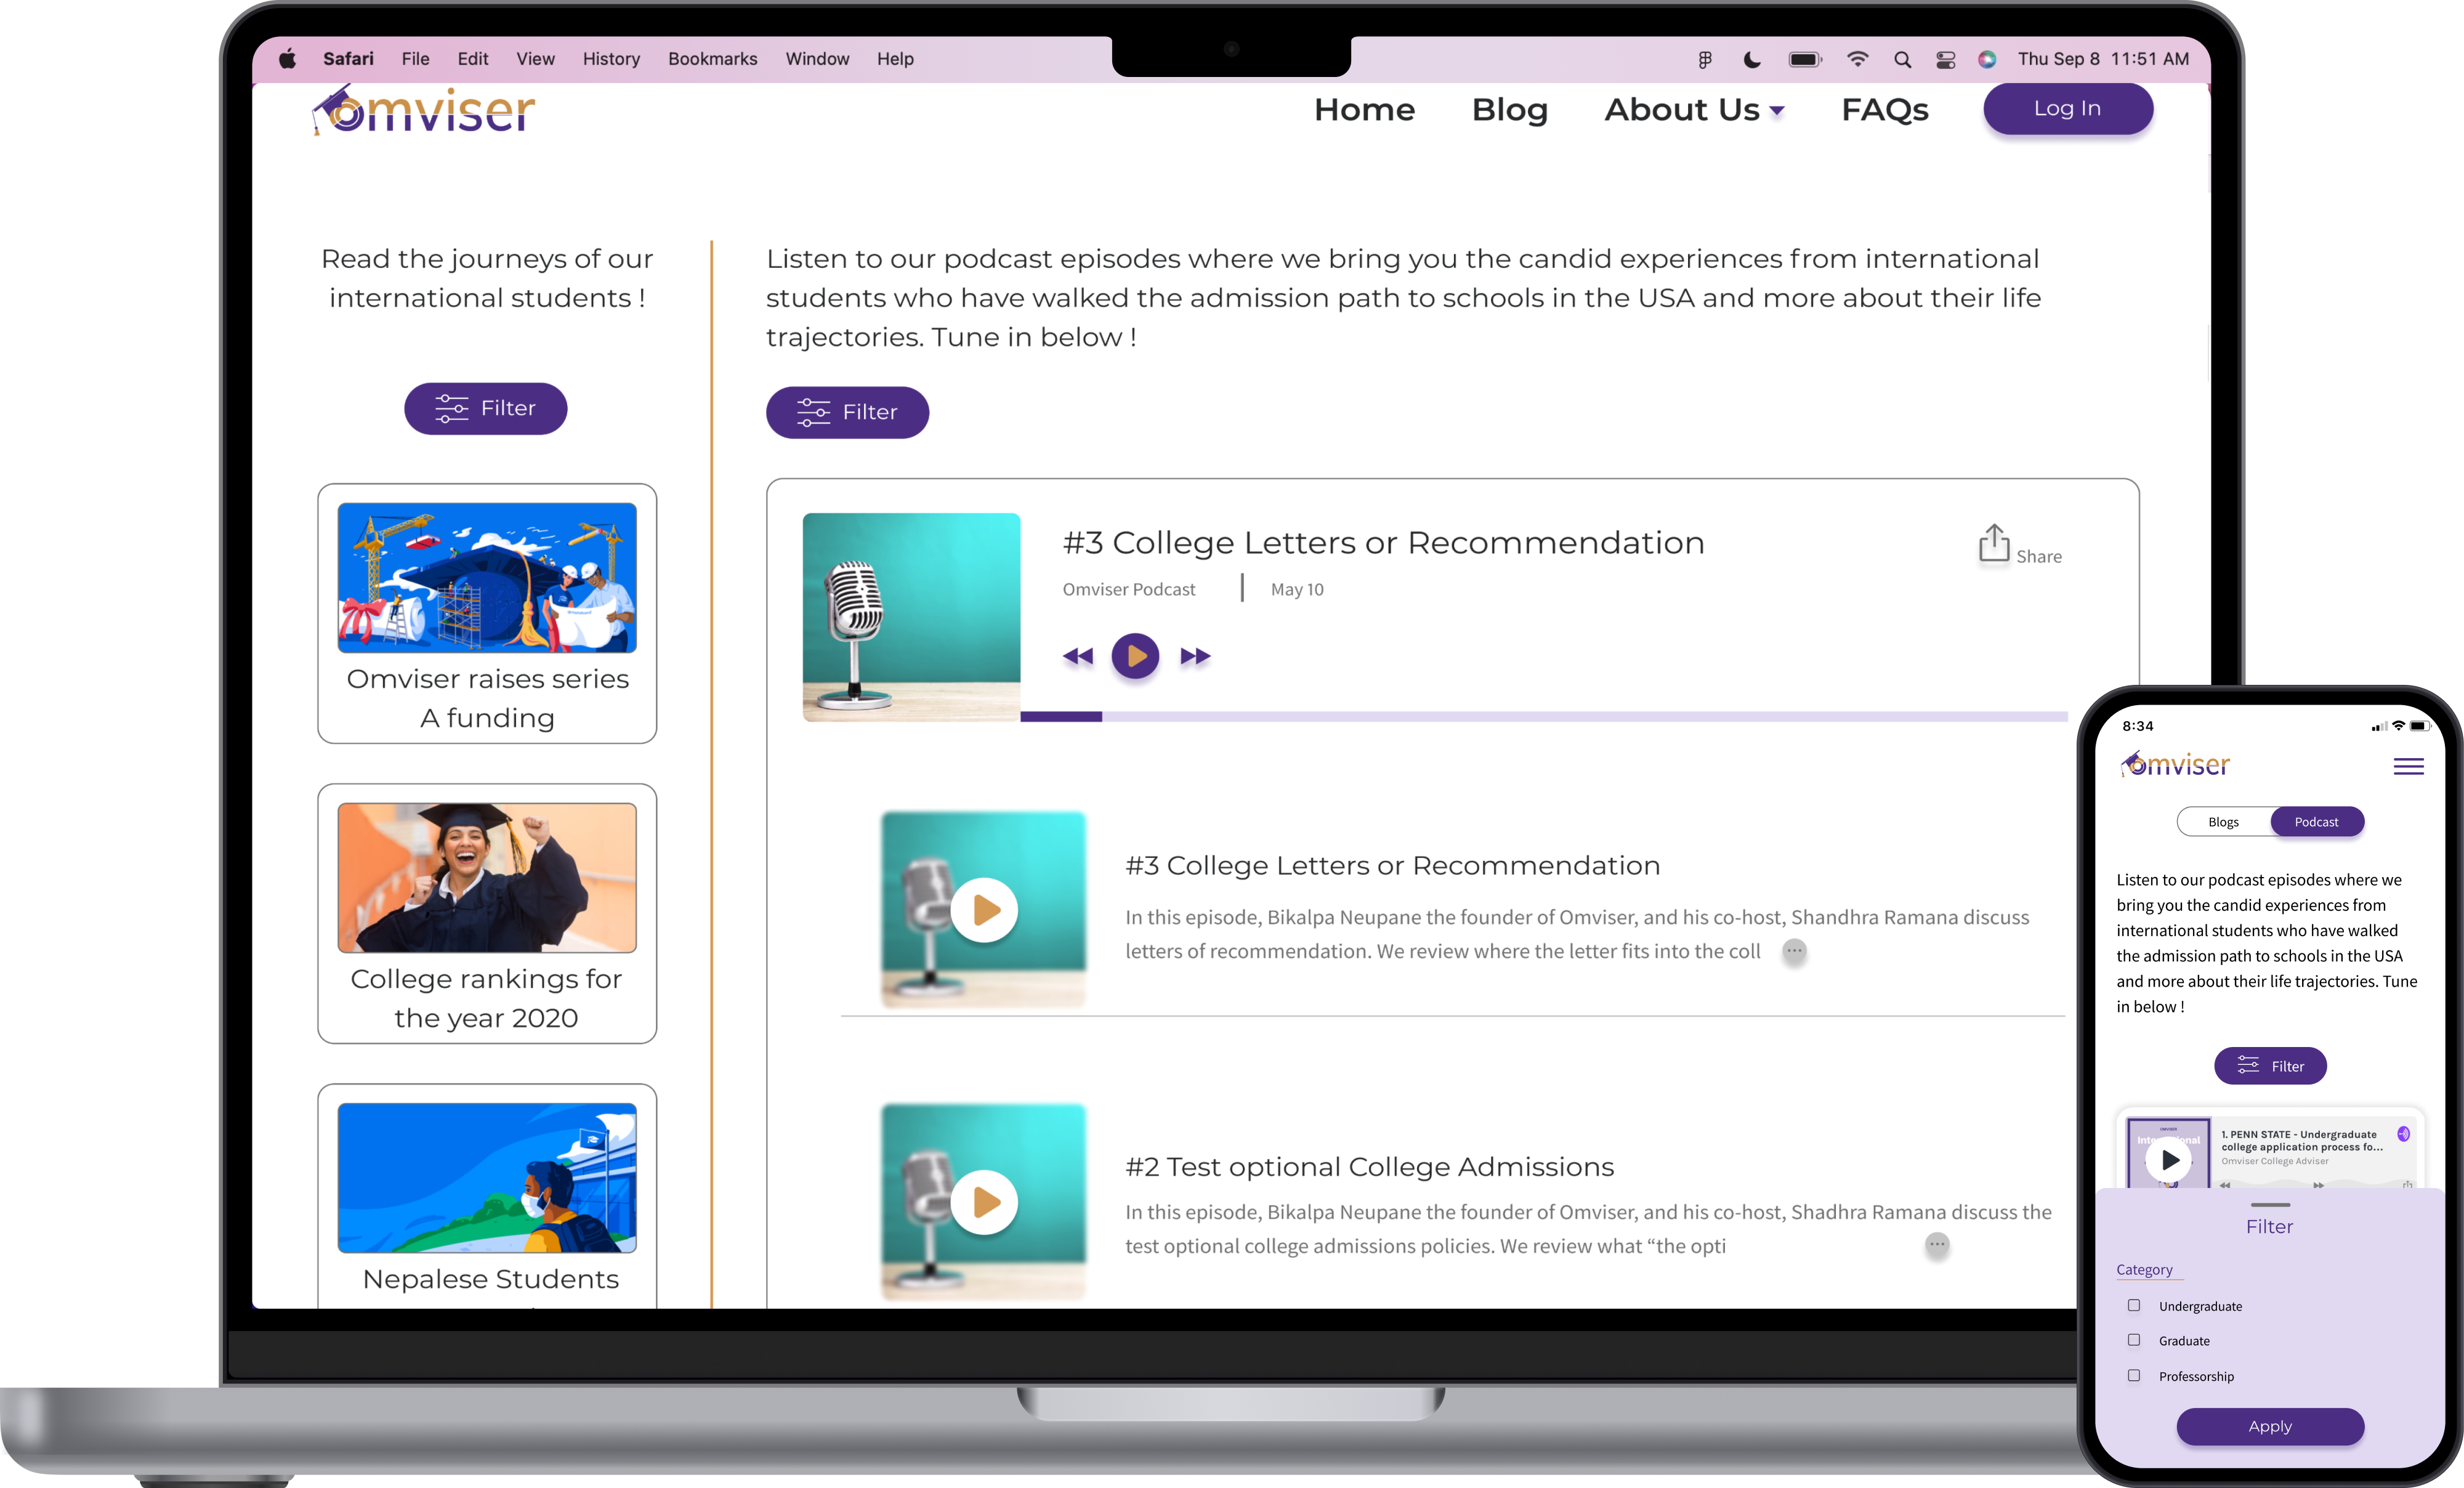 Safari File Edit View History Bookmarks Window Help
Thu Sep 8 11:51 AM
omviser
Home Blog About Us FAQs Log In
Read the journeys of our
international students !
Filter
Omviser raises series
A funding
College rankings for
the year 2020
Nepalese Students
Listen to our podcast episodes where we bring you the candid experiences from international
students who have walked the admission path to schools in the USA and more about their life
trajectories. Tune in below !
Filter
#3 College Letters or Recommendation
Share
Omviser Podcast | May 10
#3 College Letters or Recommendation
In this episode, Bikalpa Neupane the founder of Omviser, and his co-host, Shandhra Ramana discuss
letters of recommendation. We review where the letter fits into the coll ...
#2 Test optional College Admissions
In this episode, Bikalpa Neupane the founder of Omviser, and his co-host, Shadhra Ramana discuss the
test optional college admissions policies. We review what “the opti ...
8:34
omviser
Blogs Podcast
Listen to our podcast episodes where we
bring you the candid experiences from
international students who have walked
the admission path to schools in the USA
and more about their life trajectories. Tune
in below !
Filter
1. PENN STATE - Undergraduate
college application process fo...
Omviser College Adviser
Filter
Category
Undergraduate
Graduate
Professorship
Apply